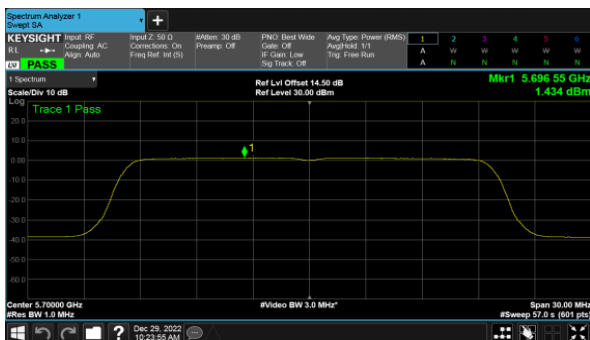 Spectrum Analyzer 1
Swept SA
+
KEYSIGHT Input: RF Input Z: 50 Ω #Atten: 30 dB PNO: Best Wide Avg Type: Power (RMS) 1 2 3 4 5 6
RL Coupling: AC Corrections: On Preamp: Off Gate: Off Avg|Hold: 1/1 A W W W W W
Align: Auto Freq Ref: Int (S) IF Gain: Low Trig: Free Run
LXI PASS Sig Track: Off A N N N N N
1 Spectrum Ref Lvl Offset 14.50 dB Mkr1 5.696 55 GHz
Scale/Div 10 dB Ref Level 30.00 dBm 1.434 dBm
Log
Trace 1 Pass
20.0
10.0
1
0.00
-10.0
-20.0
-30.0
-40.0
-50.0
-60.0
Center 5.70000 GHz #Video BW 3.0 MHz* Span 30.00 MHz
#Res BW 1.0 MHz #Sweep 57.0 s (601 pts)
? Dec 29, 2022
10:23:55 AM